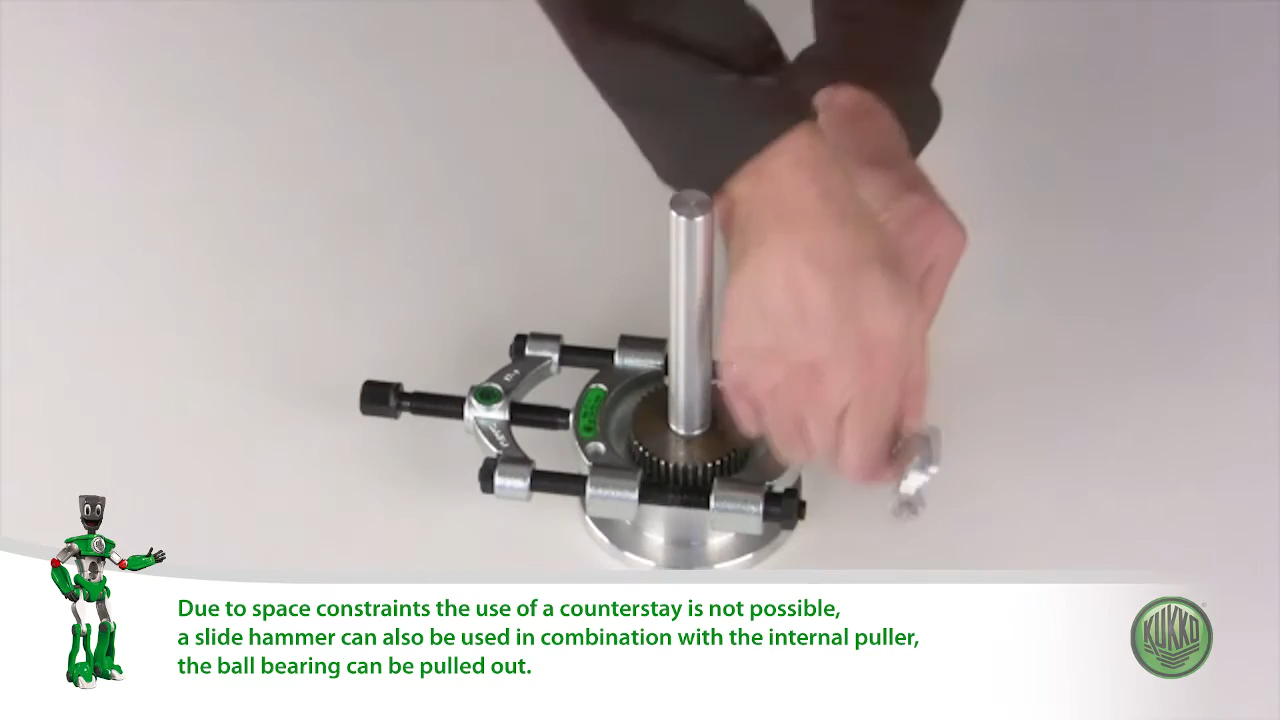 Due to space constraints the use of a counterstay is not possible,
a slide hammer can also be used in combination with the internal puller,
the ball bearing can be pulled out.
KUKKO